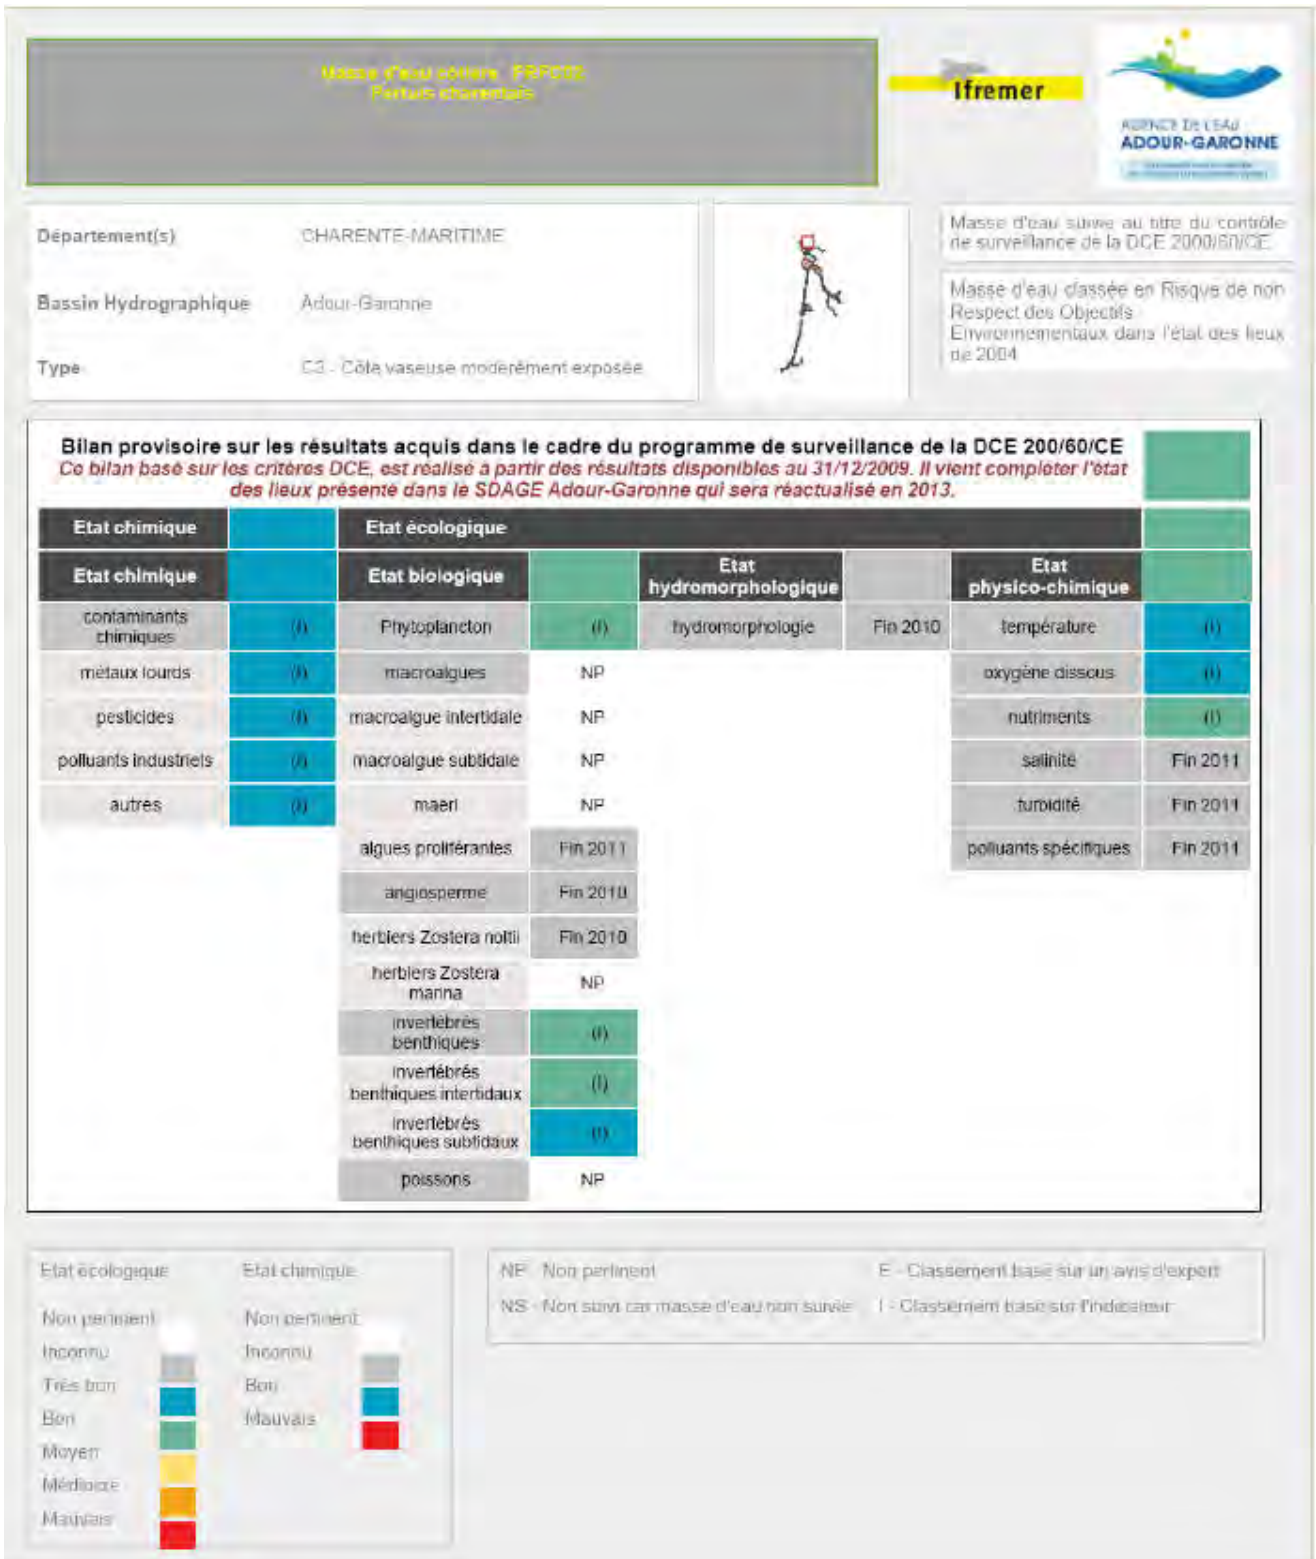 Masse d'eau côtière FRFC02
Pertuis charentais
Ifremer
AGENCE DE L'EAU
ADOUR-GARONNE
Département(s) CHARENTE-MARITIME
Bassin Hydrographique Adour-Garonne
Type C3 - Côte vaseuse modérément exposée
Masse d'eau suivie au titre du contrôle
de surveillance de la DCE 2000/60/CE
Masse d'eau classée en Risque de non
Respect des Objectifs
Environnementaux dans l'état des lieux
de 2004
Bilan provisoire sur les résultats acquis dans le cadre du programme de surveillance de la DCE 200/60/CE
Ce bilan basé sur les critères DCE, est réalisé à partir des résultats disponibles au 31/12/2009. Il vient compléter l'état
des lieux présenté dans le SDAGE Adour-Garonne qui sera réactualisé en 2013.
Etat chimique Etat écologique
Etat chimique Etat biologique Etat hydromorphologique Etat physico-chimique
contaminants chimiques (I) Phytoplancton (I) hydromorphologie Fin 2010 température (I)
métaux lourds (I) macroalgues NP oxygène dissous (I)
pesticides (I) macroalgue intertidale NP nutriments (I)
polluants industriels (I) macroalgue subtidale NP salinité Fin 2011
autres (I) maerl NP turbidité Fin 2011
algues proliférantes Fin 2011 polluants spécifiques Fin 2011
angiosperme Fin 2010
herbiers Zostera noltii Fin 2010
herbiers Zostera marina NP
invertébrés benthiques (I)
invertébrés benthiques intertidaux (I)
invertébrés benthiques subtidaux (I)
poissons NP
Etat écologique Etat chimique
Non pertinent Non pertinent
Inconnu Inconnu
Très bon Bon
Bon Mauvais
Moyen
Médiocre
Mauvais
NP - Non pertinent E - Classement basé sur un avis d'expert
NS - Non suivi car masse d'eau non suivie I - Classement basé sur l'indicateur